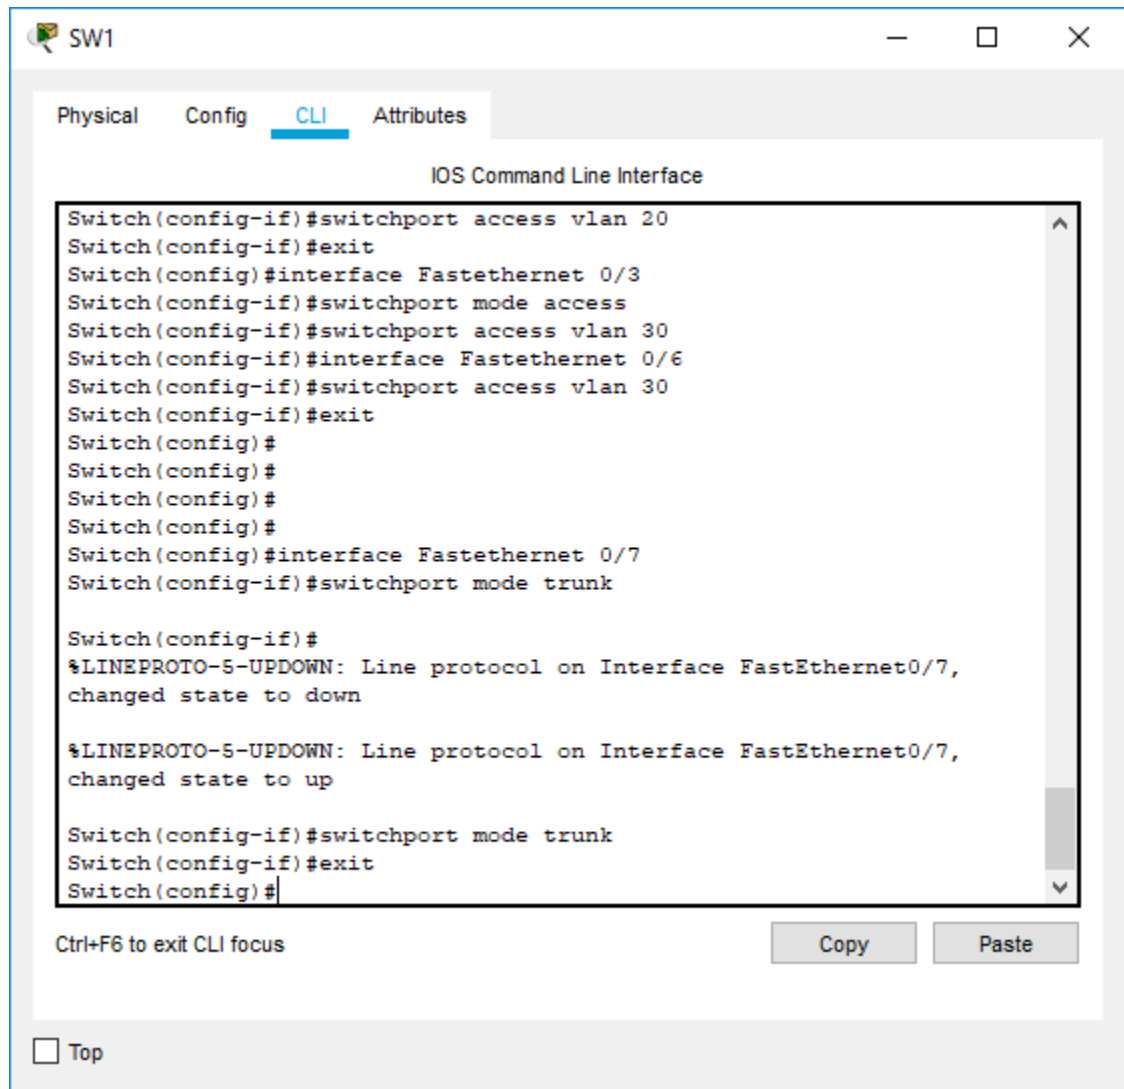 SW1
Physical Config CLI Attributes
IOS Command Line Interface
Switch(config-if)#switchport access vlan 20
Switch(config-if)#exit
Switch(config)#interface Fastethernet 0/3
Switch(config-if)#switchport mode access
Switch(config-if)#switchport access vlan 30
Switch(config-if)#interface Fastethernet 0/6
Switch(config-if)#switchport access vlan 30
Switch(config-if)#exit
Switch(config)#
Switch(config)#
Switch(config)#
Switch(config)#
Switch(config)#interface Fastethernet 0/7
Switch(config-if)#switchport mode trunk
Switch(config-if)#
%LINEPROTO-5-UPDOWN: Line protocol on Interface FastEthernet0/7,
changed state to down
%LINEPROTO-5-UPDOWN: Line protocol on Interface FastEthernet0/7,
changed state to up
Switch(config-if)#switchport mode trunk
Switch(config-if)#exit
Switch(config)#
Ctrl+F6 to exit CLI focus Copy Paste
Top